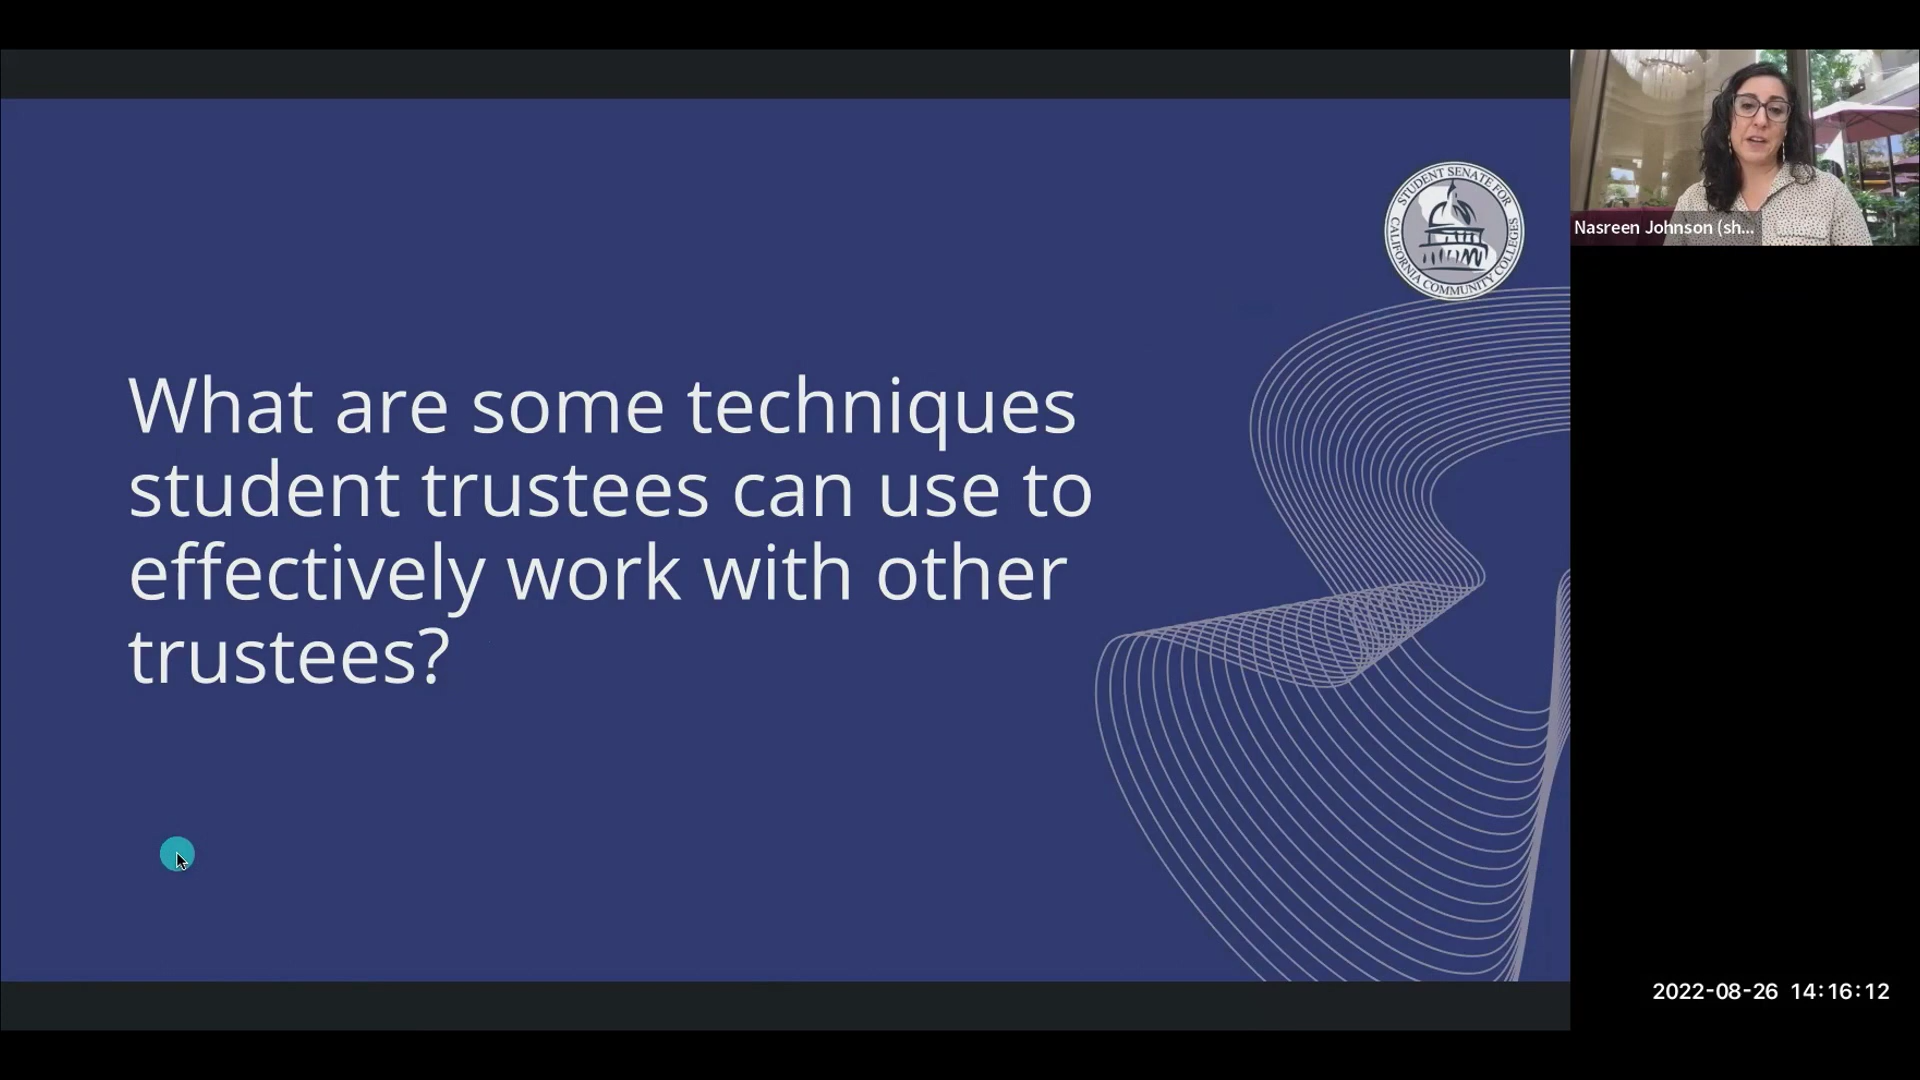 What are some techniques
student trustees can use to
effectively work with other
trustees?
STUDENT SENATE FOR
CALIFORNIA COMMUNITY COLLEGES
Nasreen Johnson (sh...
2022-08-26 14:16:12